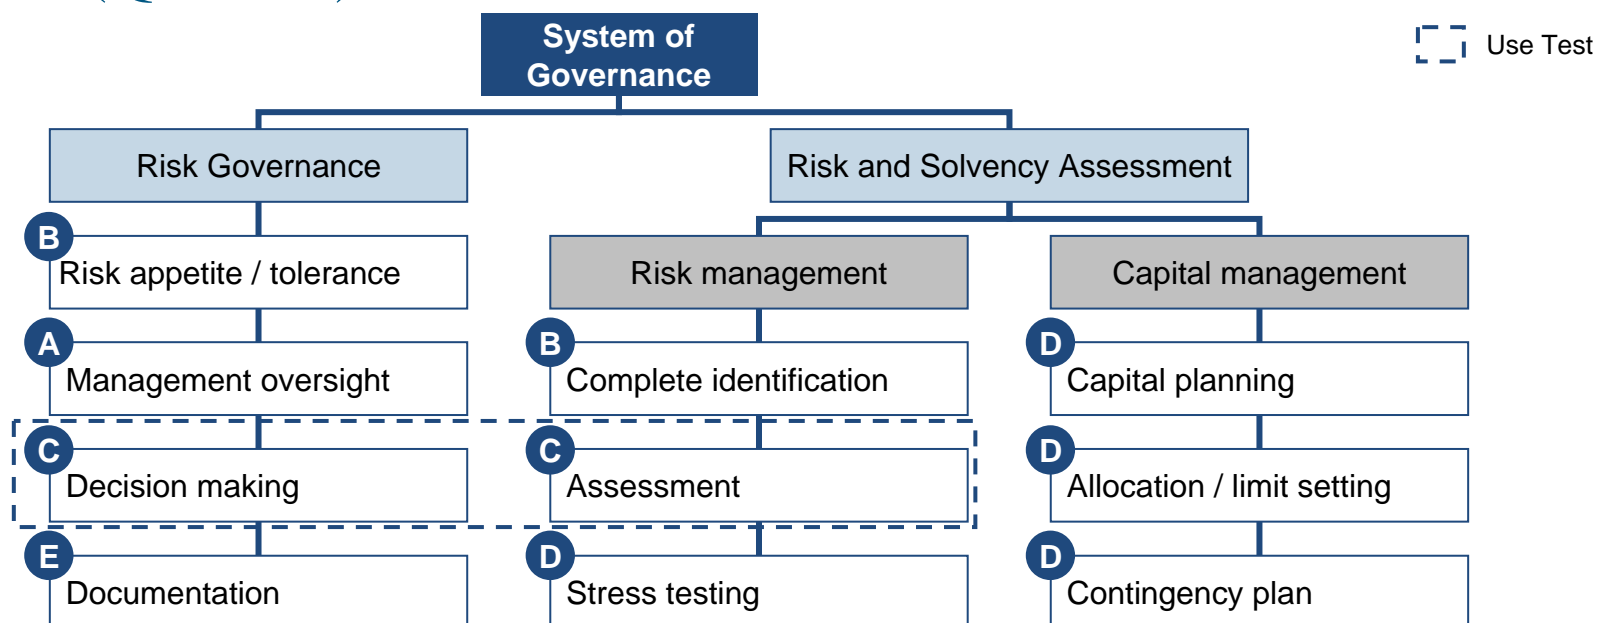 System of
Governance
Use Test
Risk Governance
Risk and Solvency Assessment
B
Risk appetite / tolerance
Risk management
Capital management
A
Management oversight
B
Complete identification
D
Capital planning
C
Decision making
C
Assessment
D
Allocation / limit setting
E
Documentation
D
Stress testing
D
Contingency plan